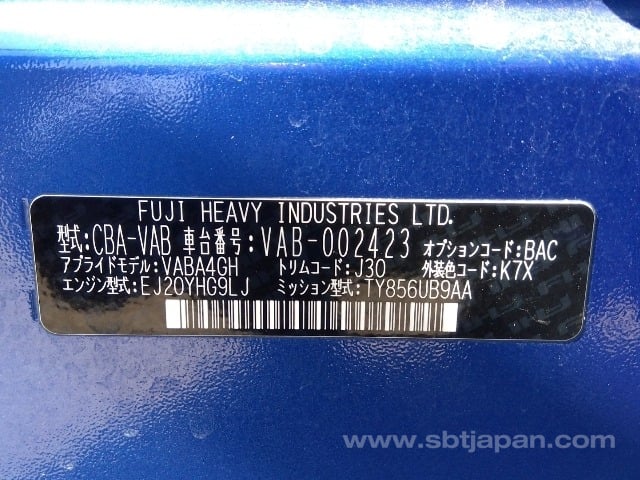 FUJI HEAVY INDUSTRIES LTD.
型式:CBA-VAB 車台番号:VAB-002423 オプションコード:BAC
アプライドモデル:VABA4GH トリムコード:J30 外装色コード:K7X
エンジン型式:EJ20YHG9LJ ミッション型式:TY856UB9AA
www.sbtjapan.com